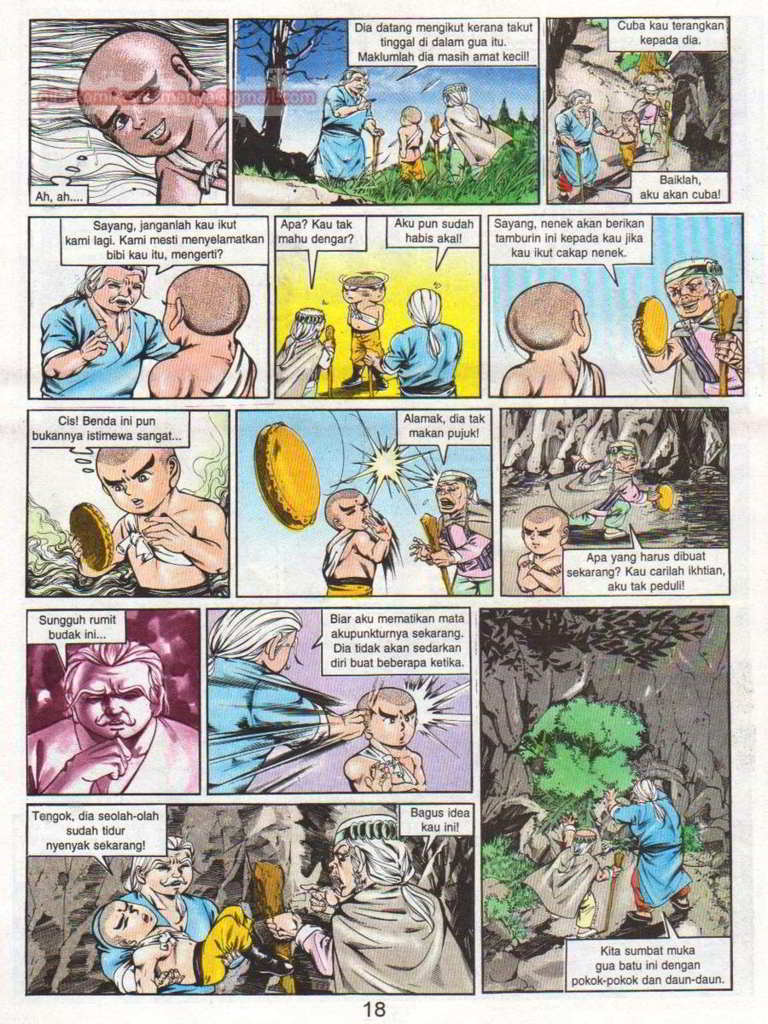 Ah, ah....
Dia datang mengikut kerana takut
tinggal di dalam gua itu.
Maklumlah dia masih amat kecil!
Cuba kau terangkan
kepada dia.
Baiklah,
aku akan cuba!
Sayang, janganlah kau ikut
kami lagi. Kami mesti menyelamatkan
bibi kau itu, mengerti?
Apa? Kau tak
mahu dengar?
Aku pun sudah
habis akal!
Sayang, nenek akan berikan
tamburin ini kepada kau jika
kau ikut cakap nenek,
Cis! Benda ini pun
bukannya istimewa sangat...
Alamak, dia tak
makan pujuk!
Apa yang harus dibuat
sekarang? Kau carilah ikhtian,
aku tak peduli!
Sungguh rumit
budak ini...
Biar aku mematikan mata
akupunkturnya sekarang.
Dia tidak akan sedarkan
diri buat beberapa ketika.
Tengok, dia seolah-olah
sudah tidur
nyenyak sekarang!
Bagus idea
kau ini!
Kita sumbat muka
gua batu ini dengan
pokok-pokok dan daun-daun.
18